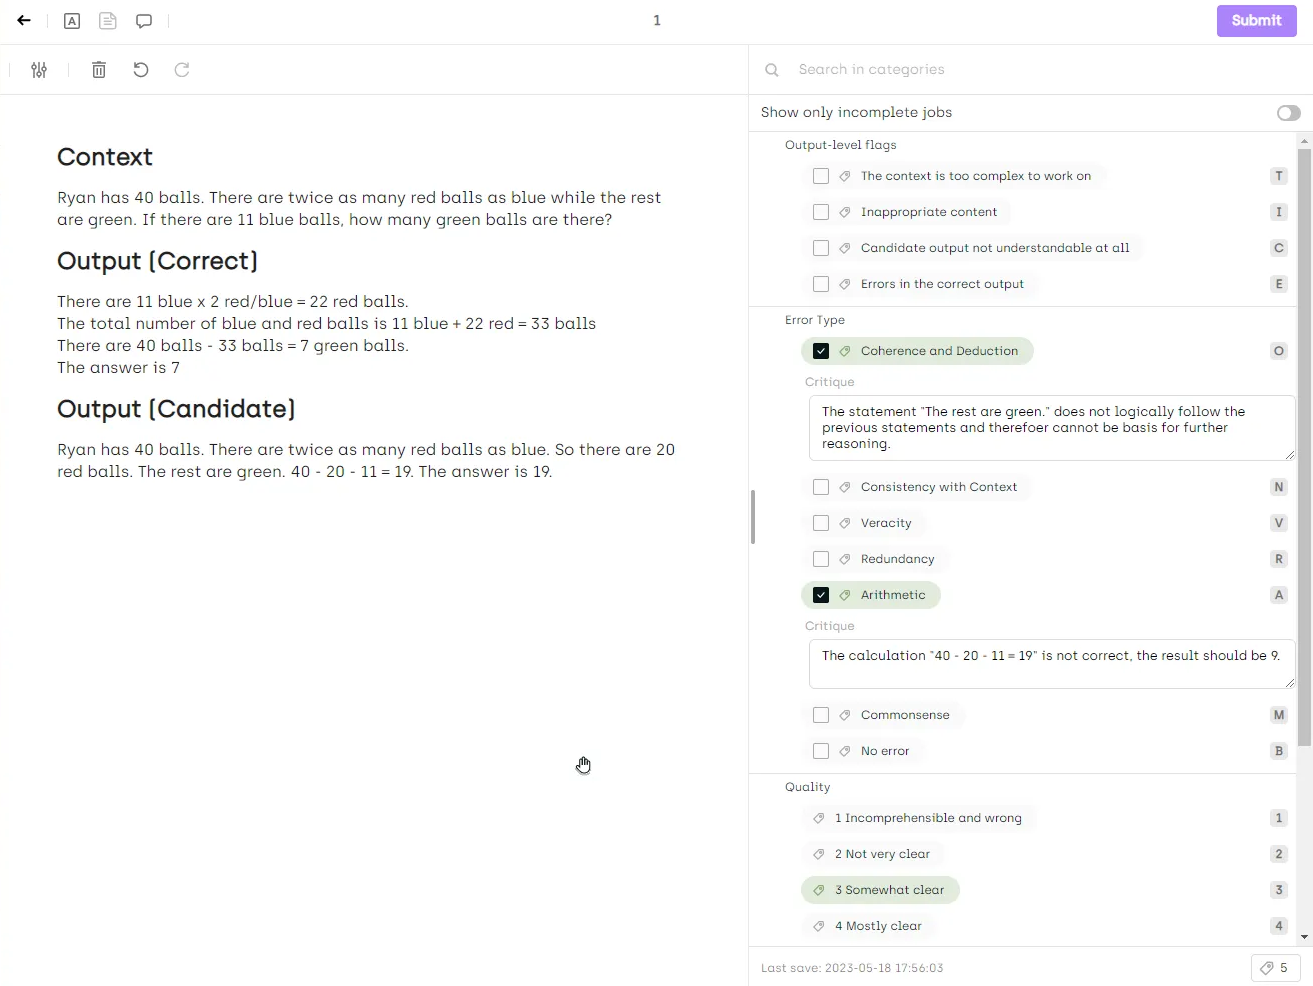 A
1
Submit
Search in categories
Show only incomplete jobs
Context
Ryan has 40 balls. There are twice as many red balls as blue while the rest
are green. If there are 11 blue balls, how many green balls are there?
Output (Correct)
There are 11 blue x 2 red/blue = 22 red balls.
The total number of blue and red balls is 11 blue + 22 red = 33 balls
There are 40 balls - 33 balls = 7 green balls.
The answer is 7
Output (Candidate)
Ryan has 40 balls. There are twice as many red balls as blue. So there are 20
red balls. The rest are green. 40 - 20 - 11 = 19. The answer is 19.
Output-level flags
The context is too complex to work on T
Inappropriate content I
Candidate output not understandable at all C
Errors in the correct output E
Error Type
Coherence and Deduction O
Critique
The statement "The rest are green." does not logically follow the
previous statements and therefoer cannot be basis for further
reasoning.
Consistency with Context N
Veracity V
Redundancy R
Arithmetic A
Critique
The calculation "40 - 20 - 11 = 19" is not correct, the result should be 9.
Commonsense M
No error B
Quality
1 Incomprehensible and wrong 1
2 Not very clear 2
3 Somewhat clear 3
4 Mostly clear 4
Last save: 2023-05-18 17:56:03
5